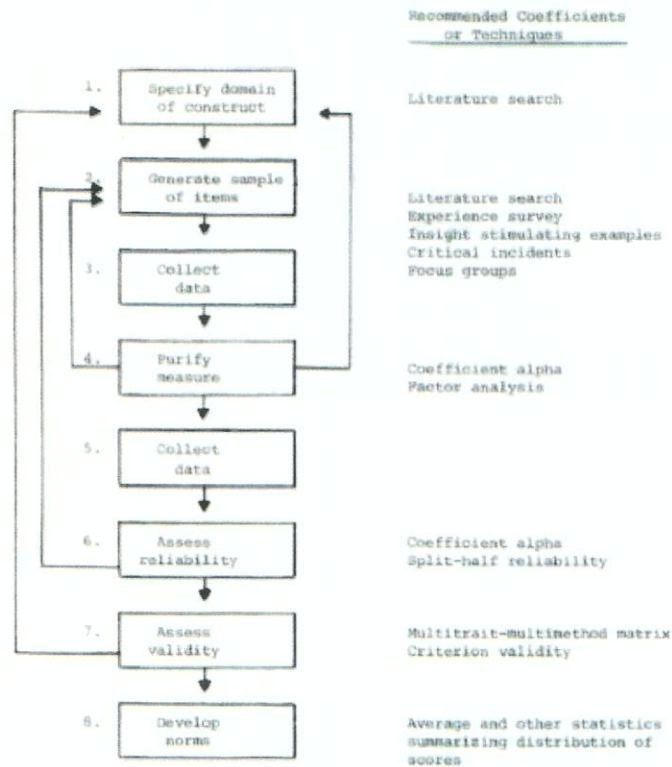 Recommended Coefficients
or Techniques
1. Specify domain
of construct
Literature search
2. Generate sample
of items
Literature search
Experience survey
Insight stimulating examples
Critical incidents
Focus groups
3. Collect
data
4. Purify
measure
Coefficient alpha
Factor analysis
5. Collect
data
6. Assess
reliability
Coefficient alpha
Split-half reliability
7. Assess
validity
Multitrait-multimethod matrix
Criterion validity
8. Develop
norms
Average and other statistics
summarizing distribution of
scores